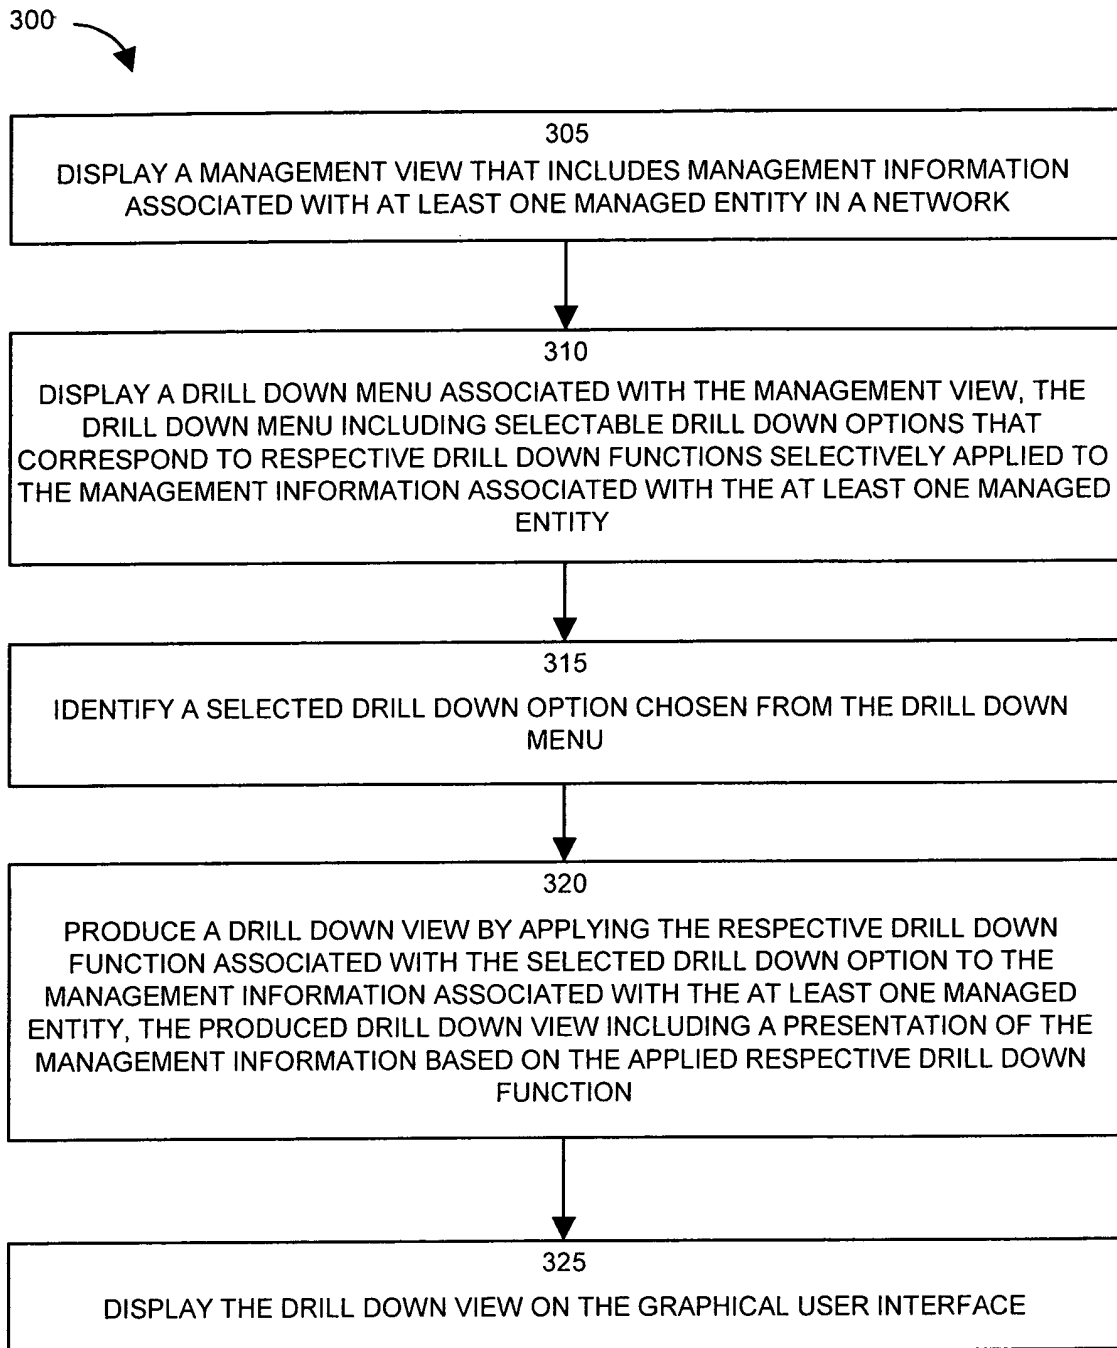 300
305
DISPLAY A MANAGEMENT VIEW THAT INCLUDES MANAGEMENT INFORMATION
ASSOCIATED WITH AT LEAST ONE MANAGED ENTITY IN A NETWORK
310
DISPLAY A DRILL DOWN MENU ASSOCIATED WITH THE MANAGEMENT VIEW, THE
DRILL DOWN MENU INCLUDING SELECTABLE DRILL DOWN OPTIONS THAT
CORRESPOND TO RESPECTIVE DRILL DOWN FUNCTIONS SELECTIVELY APPLIED TO
THE MANAGEMENT INFORMATION ASSOCIATED WITH THE AT LEAST ONE MANAGED
ENTITY
315
IDENTIFY A SELECTED DRILL DOWN OPTION CHOSEN FROM THE DRILL DOWN
MENU
320
PRODUCE A DRILL DOWN VIEW BY APPLYING THE RESPECTIVE DRILL DOWN
FUNCTION ASSOCIATED WITH THE SELECTED DRILL DOWN OPTION TO THE
MANAGEMENT INFORMATION ASSOCIATED WITH THE AT LEAST ONE MANAGED
ENTITY, THE PRODUCED DRILL DOWN VIEW INCLUDING A PRESENTATION OF THE
MANAGEMENT INFORMATION BASED ON THE APPLIED RESPECTIVE DRILL DOWN
FUNCTION
325
DISPLAY THE DRILL DOWN VIEW ON THE GRAPHICAL USER INTERFACE